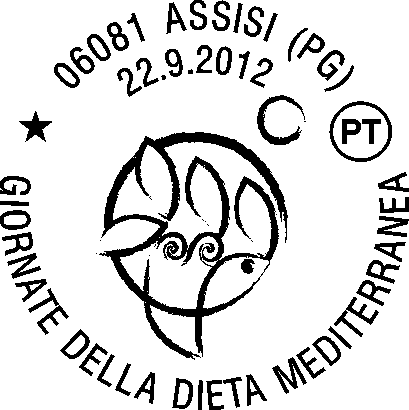 06081 ASSISI (PG)
22.9.2012
PT
GIORNATE DELLA DIETA MEDITERRANEA